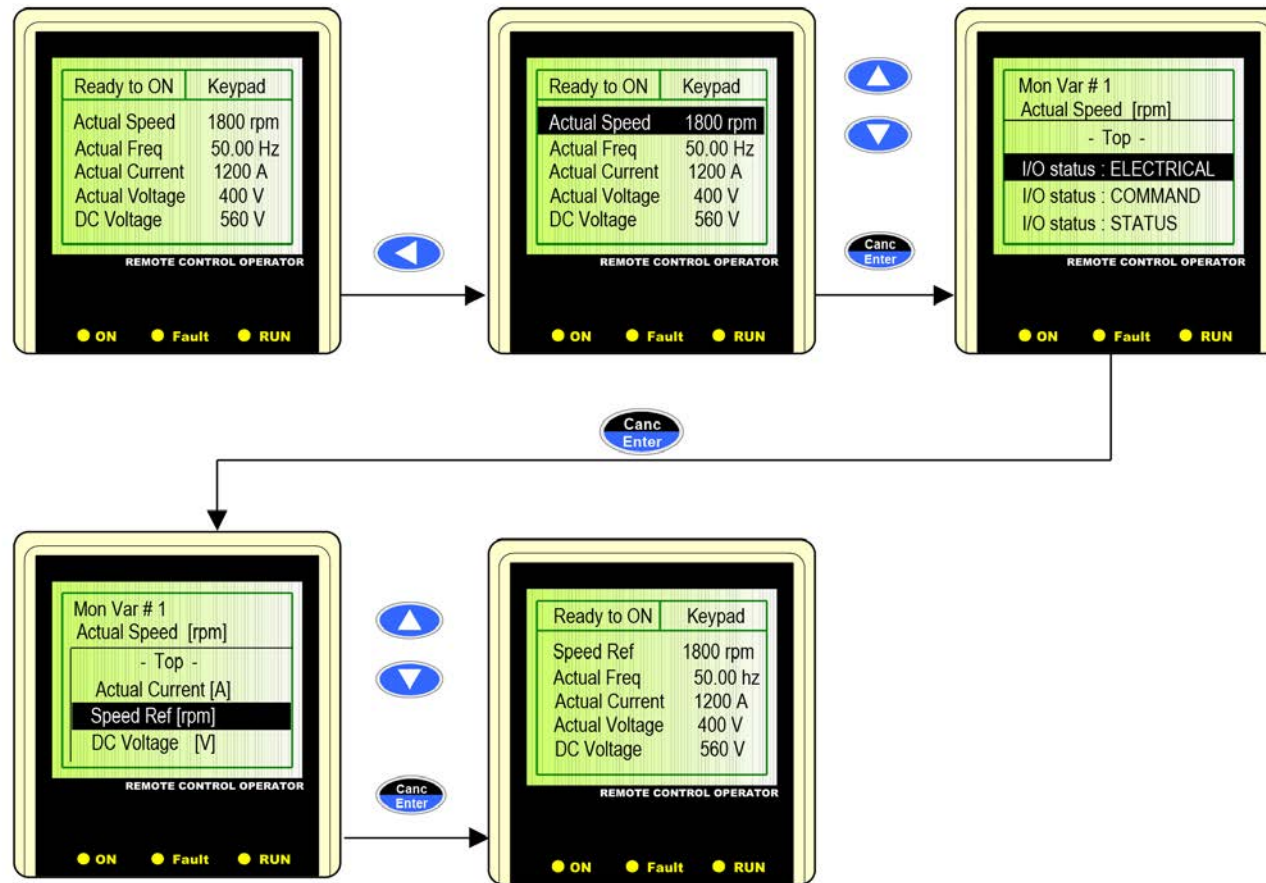 Ready to ON Keypad
Actual Speed 1800 rpm
Actual Freq 50.00 Hz
Actual Current 1200 A
Actual Voltage 400 V
DC Voltage 560 V
REMOTE CONTROL OPERATOR
ON Fault RUN
Ready to ON Keypad
Actual Speed 1800 rpm
Actual Freq 50.00 Hz
Actual Current 1200 A
Actual Voltage 400 V
DC Voltage 560 V
REMOTE CONTROL OPERATOR
ON Fault RUN
Canc
Enter
Mon Var # 1
Actual Speed [rpm]
- Top -
I/O status : ELECTRICAL
I/O status : COMMAND
I/O status : STATUS
REMOTE CONTROL OPERATOR
ON Fault RUN
Canc
Enter
Mon Var # 1
Actual Speed [rpm]
- Top -
Actual Current [A]
Speed Ref [rpm]
DC Voltage [V]
REMOTE CONTROL OPERATOR
ON Fault RUN
Canc
Enter
Ready to ON Keypad
Speed Ref 1800 rpm
Actual Freq 50.00 hz
Actual Current 1200 A
Actual Voltage 400 V
DC Voltage 560 V
REMOTE CONTROL OPERATOR
ON Fault RUN